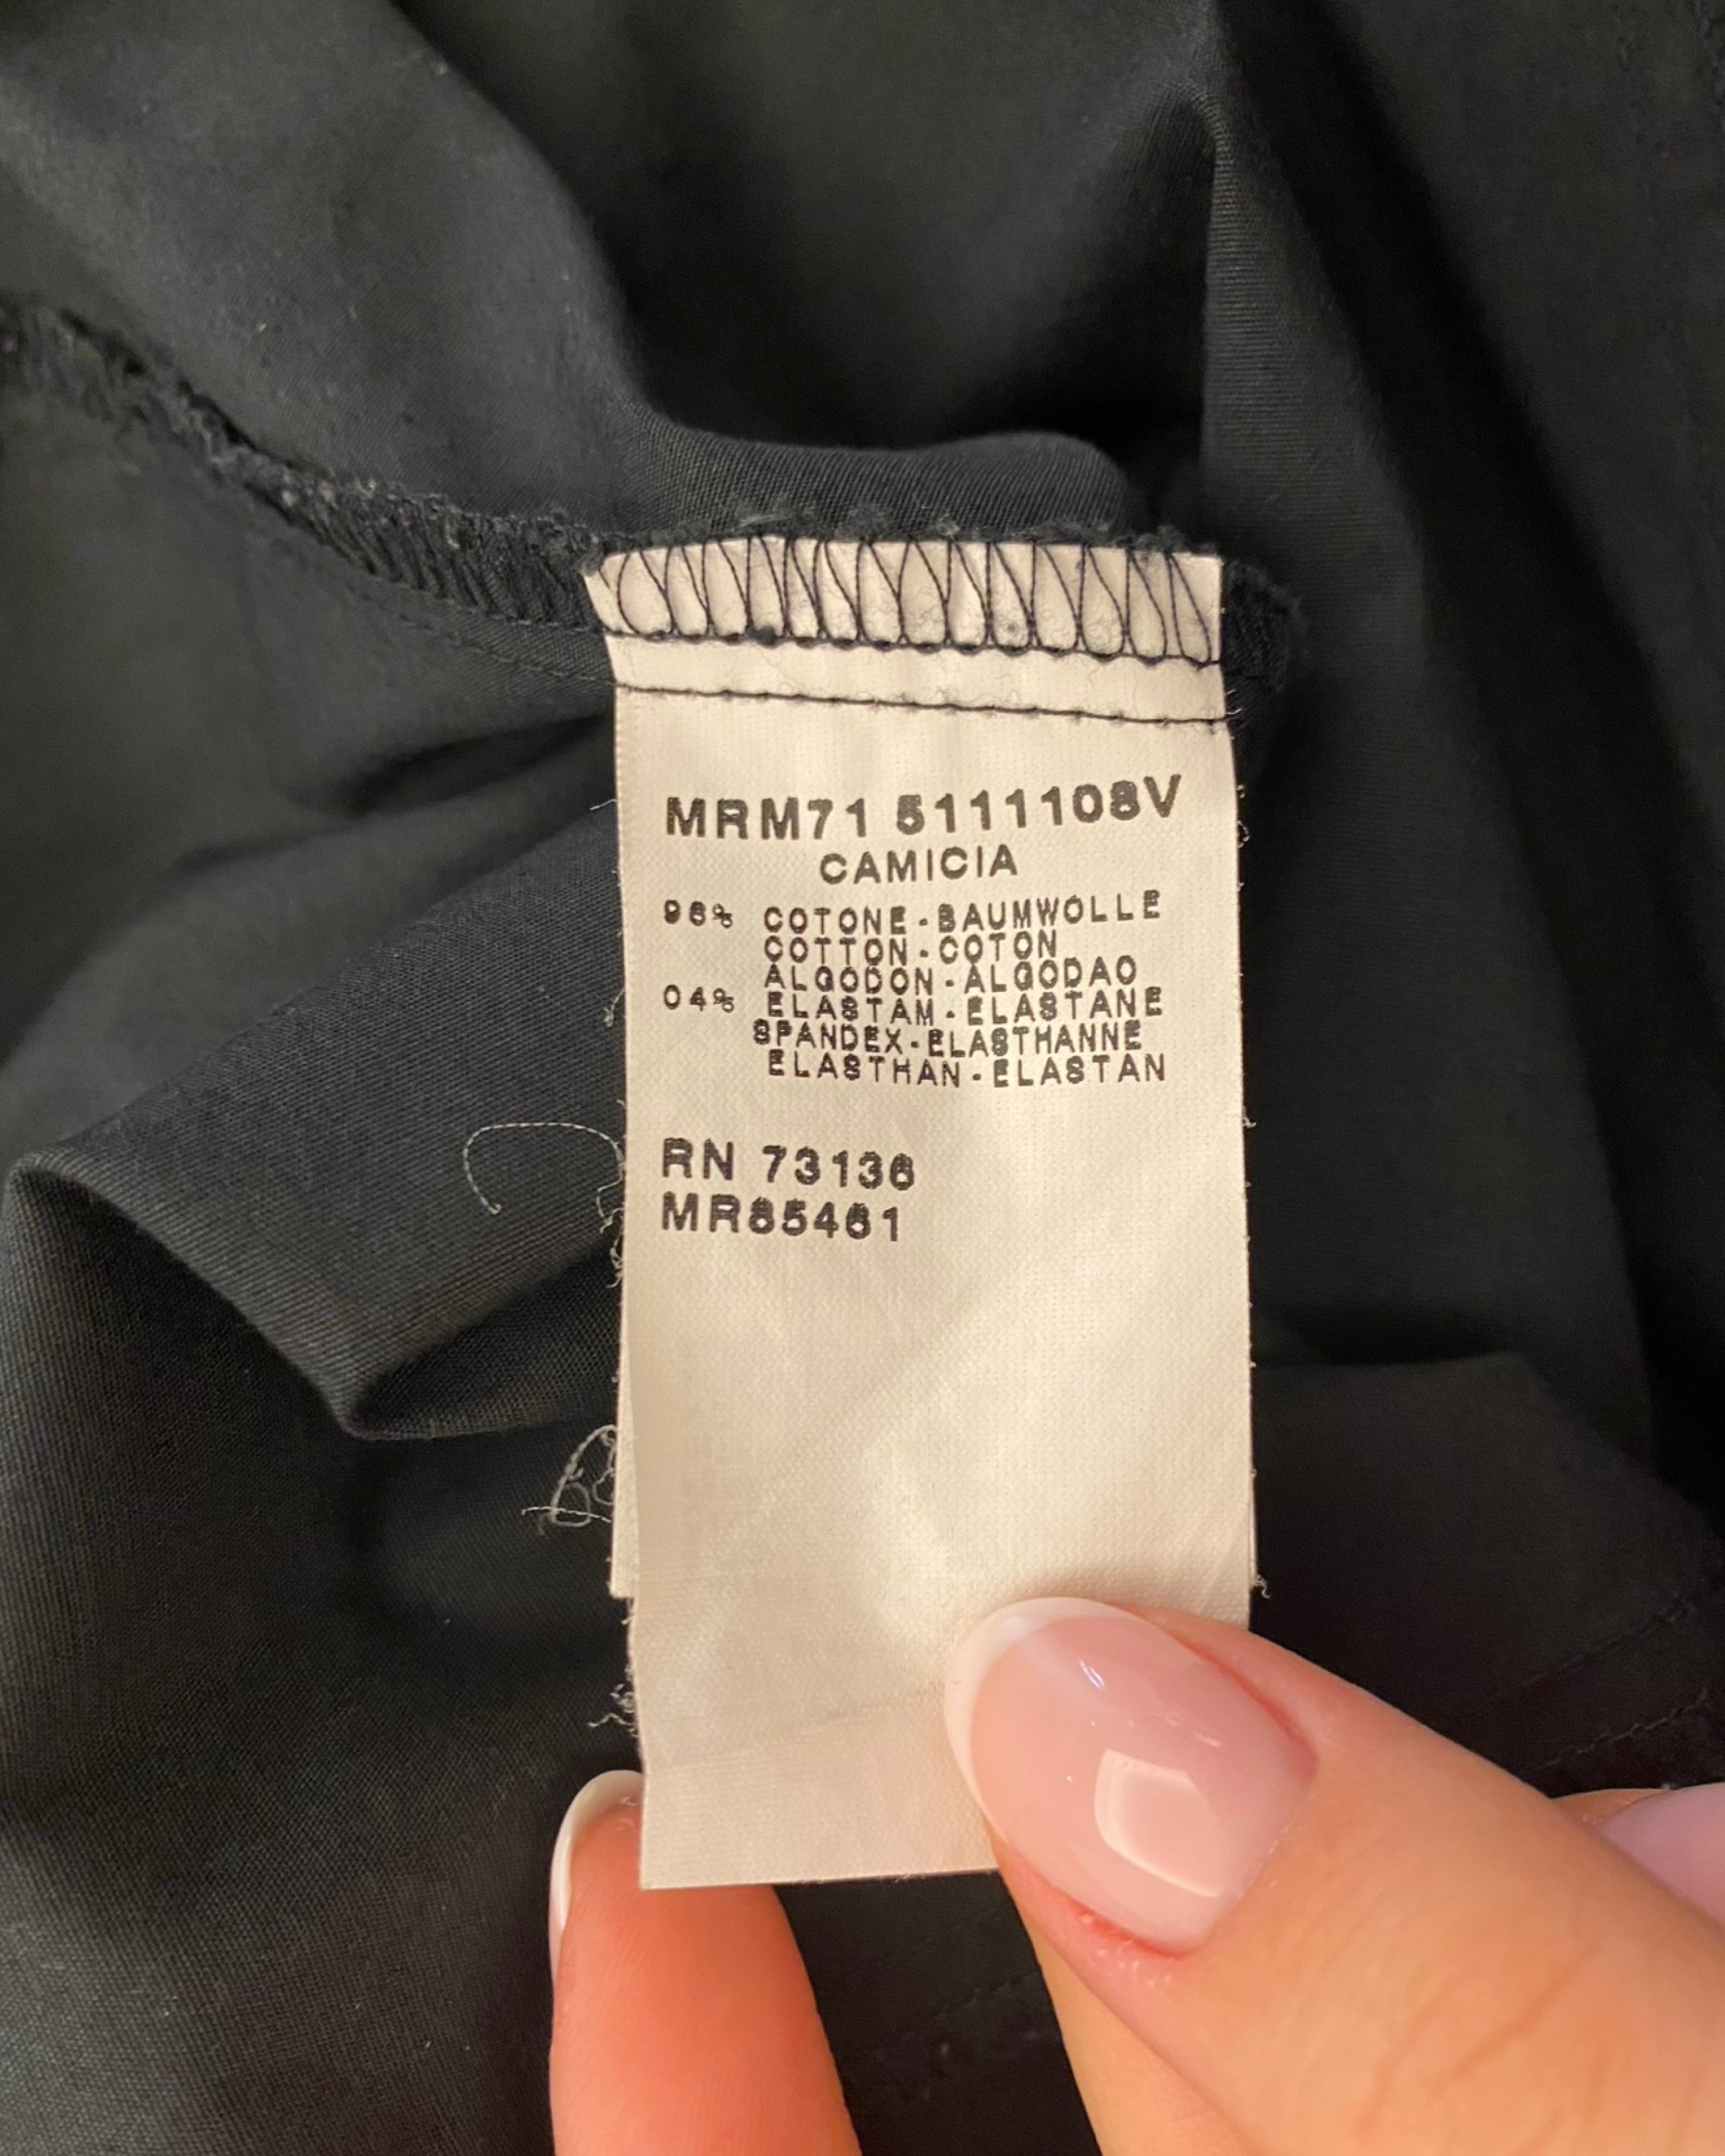 MRM71 5111108V
CAMICIA
96% COTONE-BAUMWOLLE
COTTON-COTON
ALGODON-ALGODAO
04% ELASTAM-ELASTANE
SPANDEX-ELASTHANNE
ELASTHAN-ELASTAN
RN 73136
MR85461